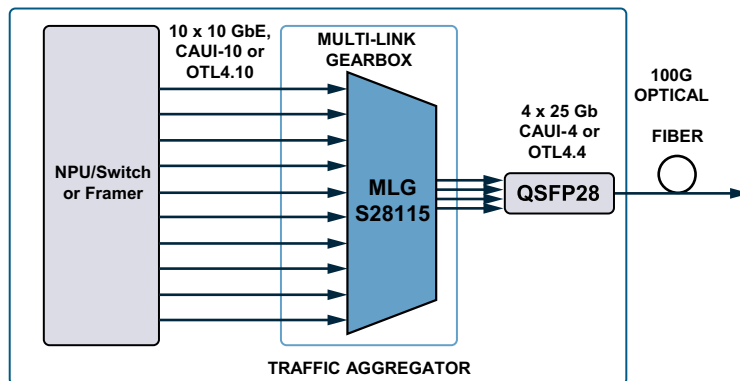 10 x 10 GbE,
CAUI-10 or
OTL4.10
MULTI-LINK
GEARBOX
100G
OPTICAL
FIBER
4 x 25 Gb
CAUI-4 or
OTL4.4
NPU/Switch
or Framer
MLG
S28115
QSFP28
TRAFFIC AGGREGATOR